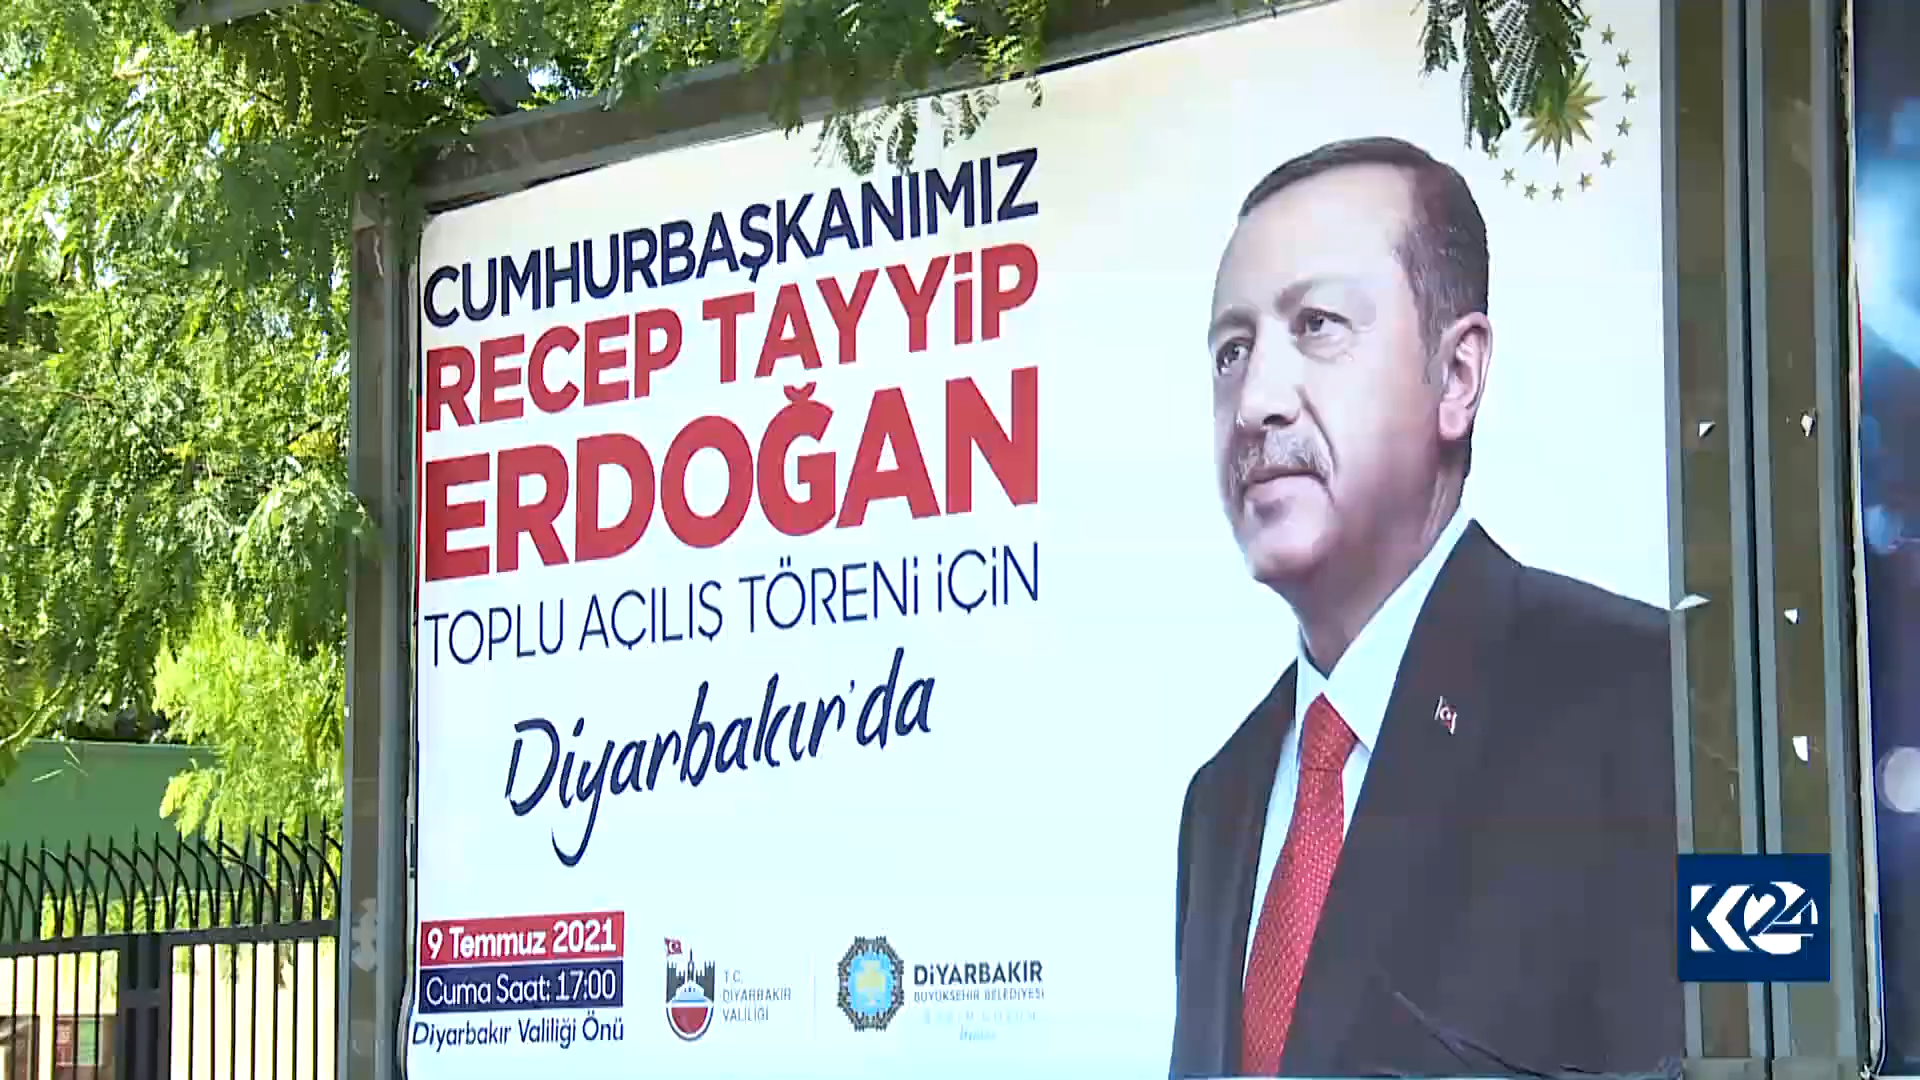 CUMHURBAŞKANIMIZ
RECEP TAYYİP
ERDOĞAN
TOPLU AÇILIŞ TÖRENİ İÇİN
Diyarbakır'da
9 Temmuz 2021
Cuma Saat: 17:00
Diyarbakır Valiliği Önü
T.C.
DİYARBAKIR
VALİLİĞİ
DİYARBAKIR
BÜYÜKŞEHİR BELEDİYESİ
K24